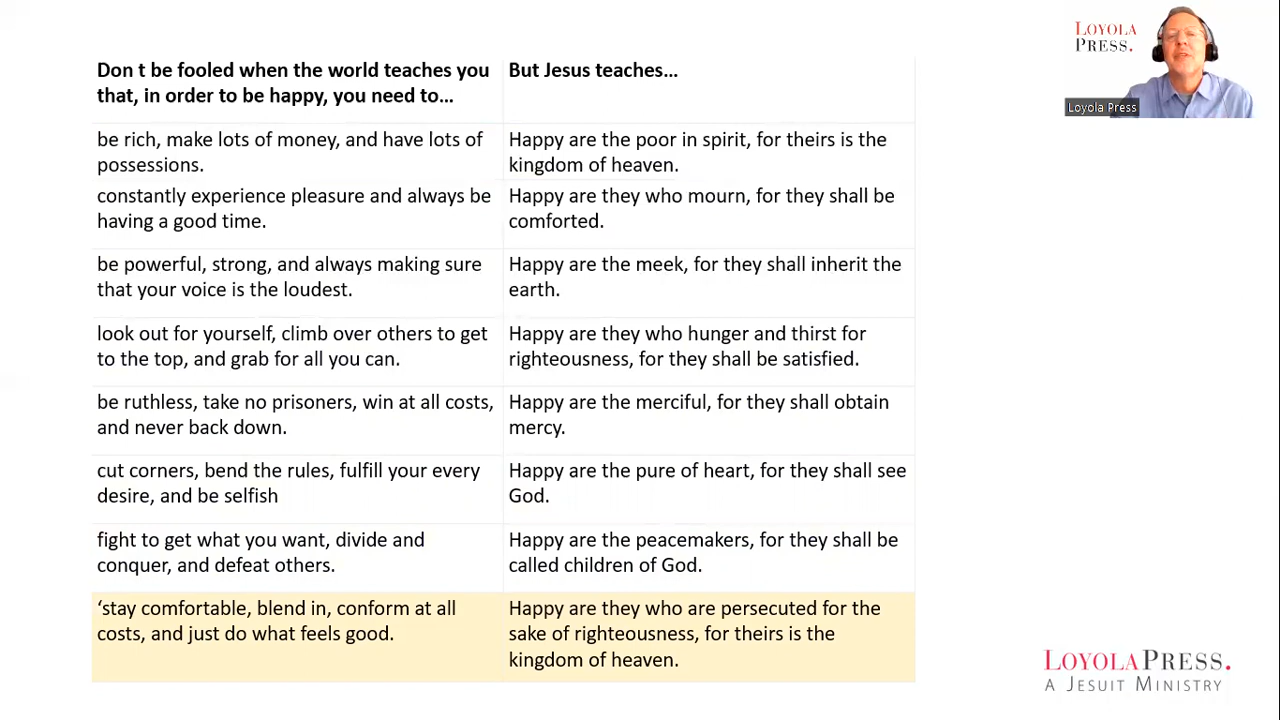 LOYOLA
PRESS.
Loyola Press
Don t be fooled when the world teaches you
that, in order to be happy, you need to...
But Jesus teaches...
be rich, make lots of money, and have lots of
possessions.
Happy are the poor in spirit, for theirs is the
kingdom of heaven.
constantly experience pleasure and always be
having a good time.
Happy are they who mourn, for they shall be
comforted.
be powerful, strong, and always making sure
that your voice is the loudest.
Happy are the meek, for they shall inherit the
earth.
look out for yourself, climb over others to get
to the top, and grab for all you can.
Happy are they who hunger and thirst for
righteousness, for they shall be satisfied.
be ruthless, take no prisoners, win at all costs,
and never back down.
Happy are the merciful, for they shall obtain
mercy.
cut corners, bend the rules, fulfill your every
desire, and be selfish
Happy are the pure of heart, for they shall see
God.
fight to get what you want, divide and
conquer, and defeat others.
Happy are the peacemakers, for they shall be
called children of God.
‘stay comfortable, blend in, conform at all
costs, and just do what feels good.
Happy are they who are persecuted for the
sake of righteousness, for theirs is the
kingdom of heaven.
LOYOLA PRESS.
A JESUIT MINISTRY